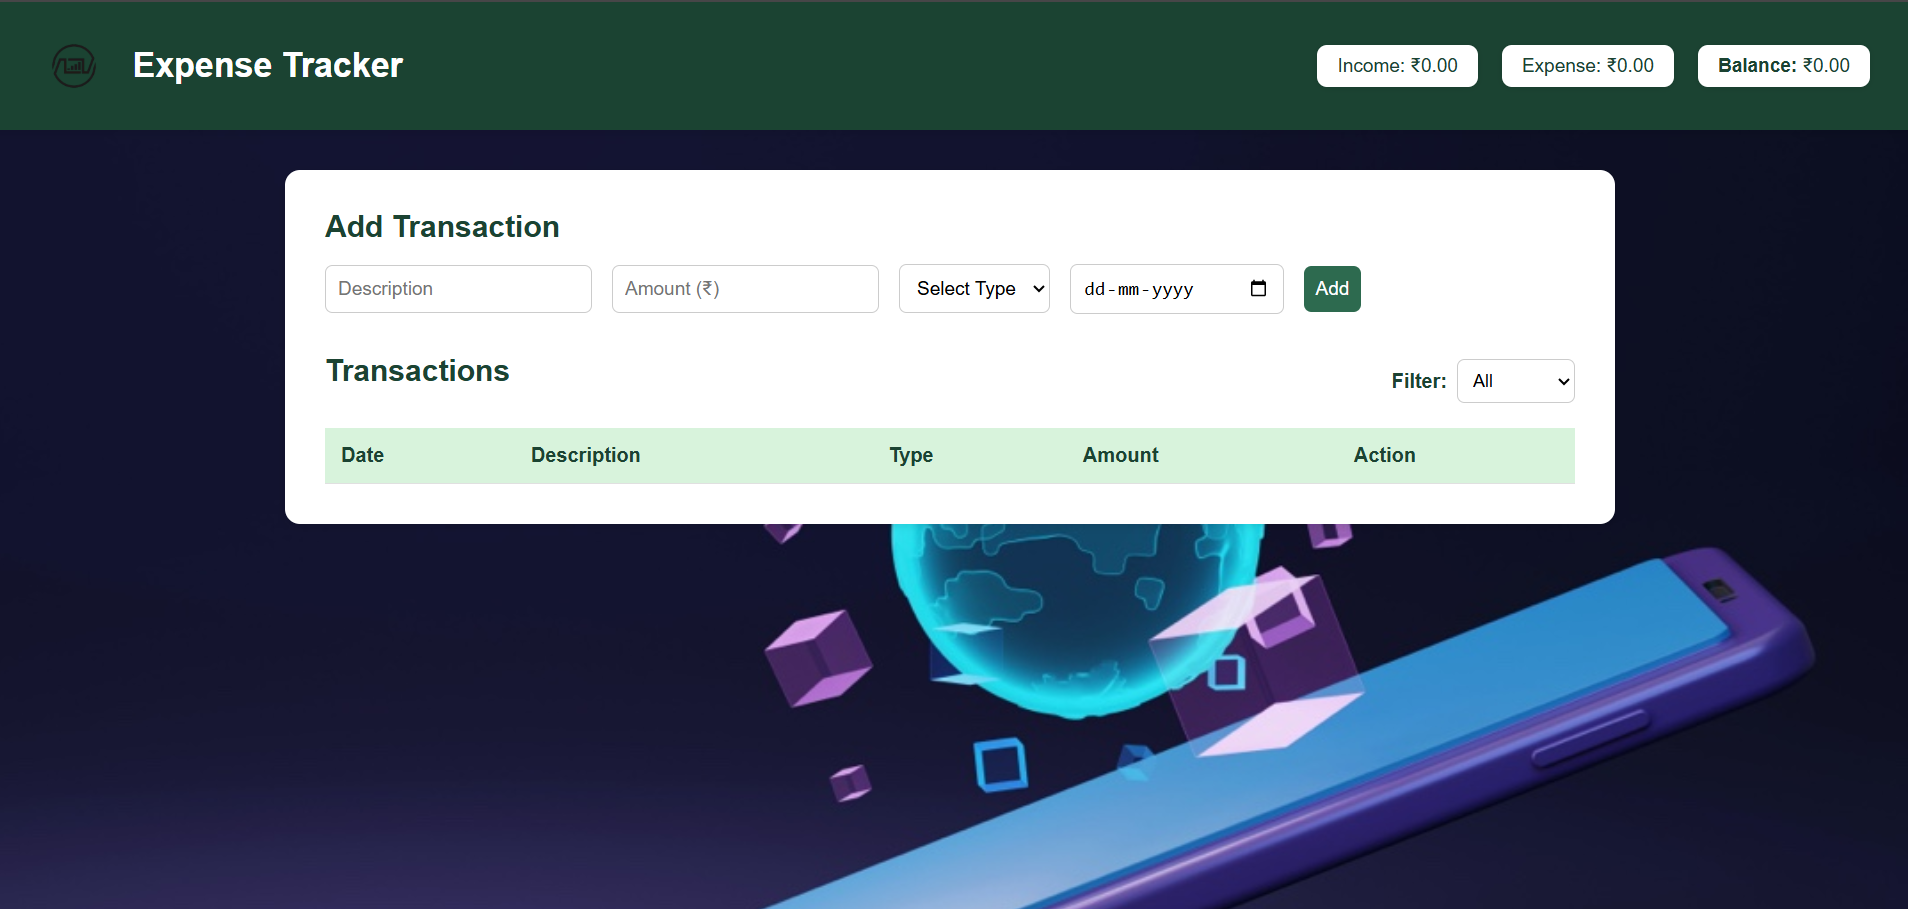 Expense Tracker
Income: ₹0.00
Expense: ₹0.00
Balance: ₹0.00
Add Transaction
Description
Amount (₹)
Select Type
dd-mm-yyyy
Add
Transactions
Filter: All
Date Description Type Amount Action